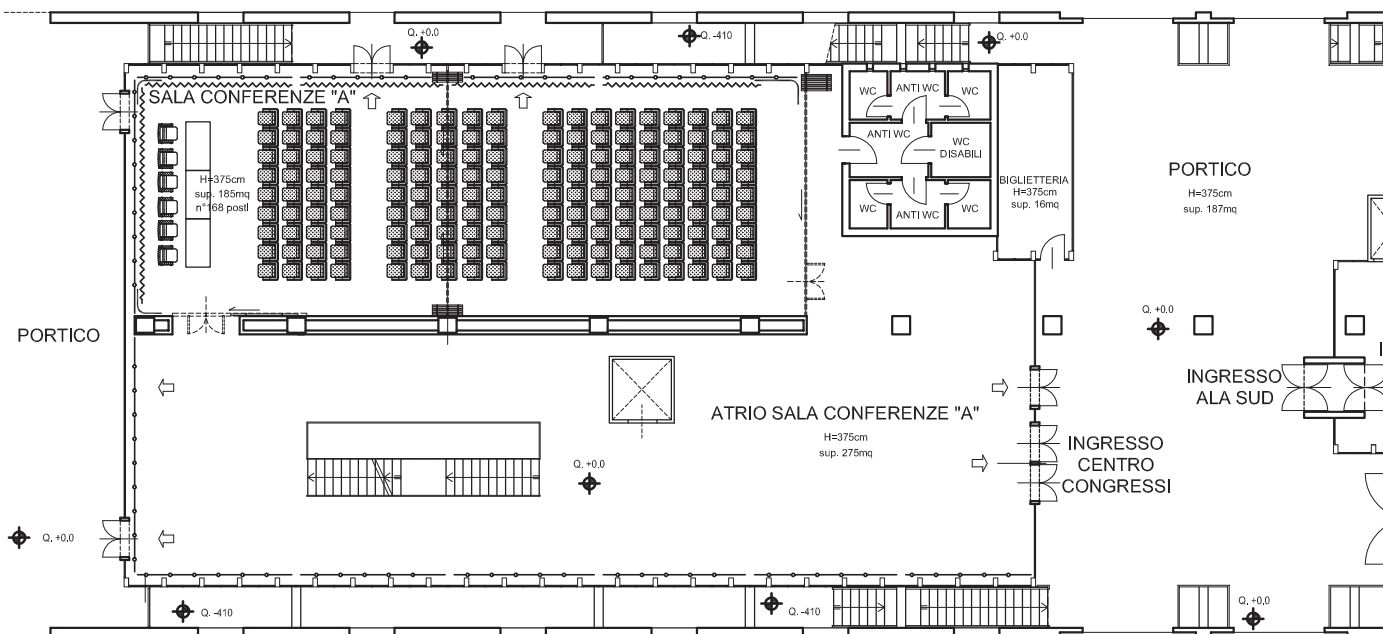 Q. +0.0
Q. -410
Q. +0.0
SALA CONFERENZE "A"
H=375cm
sup. 185mq
n°168 posti
WC
ANTI WC
WC
ANTI WC
WC
DISABILI
WC
ANTI WC
WC
BIGLIETTERIA
H=375cm
sup. 16mq
PORTICO
H=375cm
sup. 187mq
PORTICO
Q. +0.0
INGRESSO
ALA SUD
ATRIO SALA CONFERENZE "A"
H=375cm
sup. 275mq
INGRESSO
CENTRO
CONGRESSI
Q. +0.0
Q. +0.0
Q. -410
Q. -410
Q. +0,0